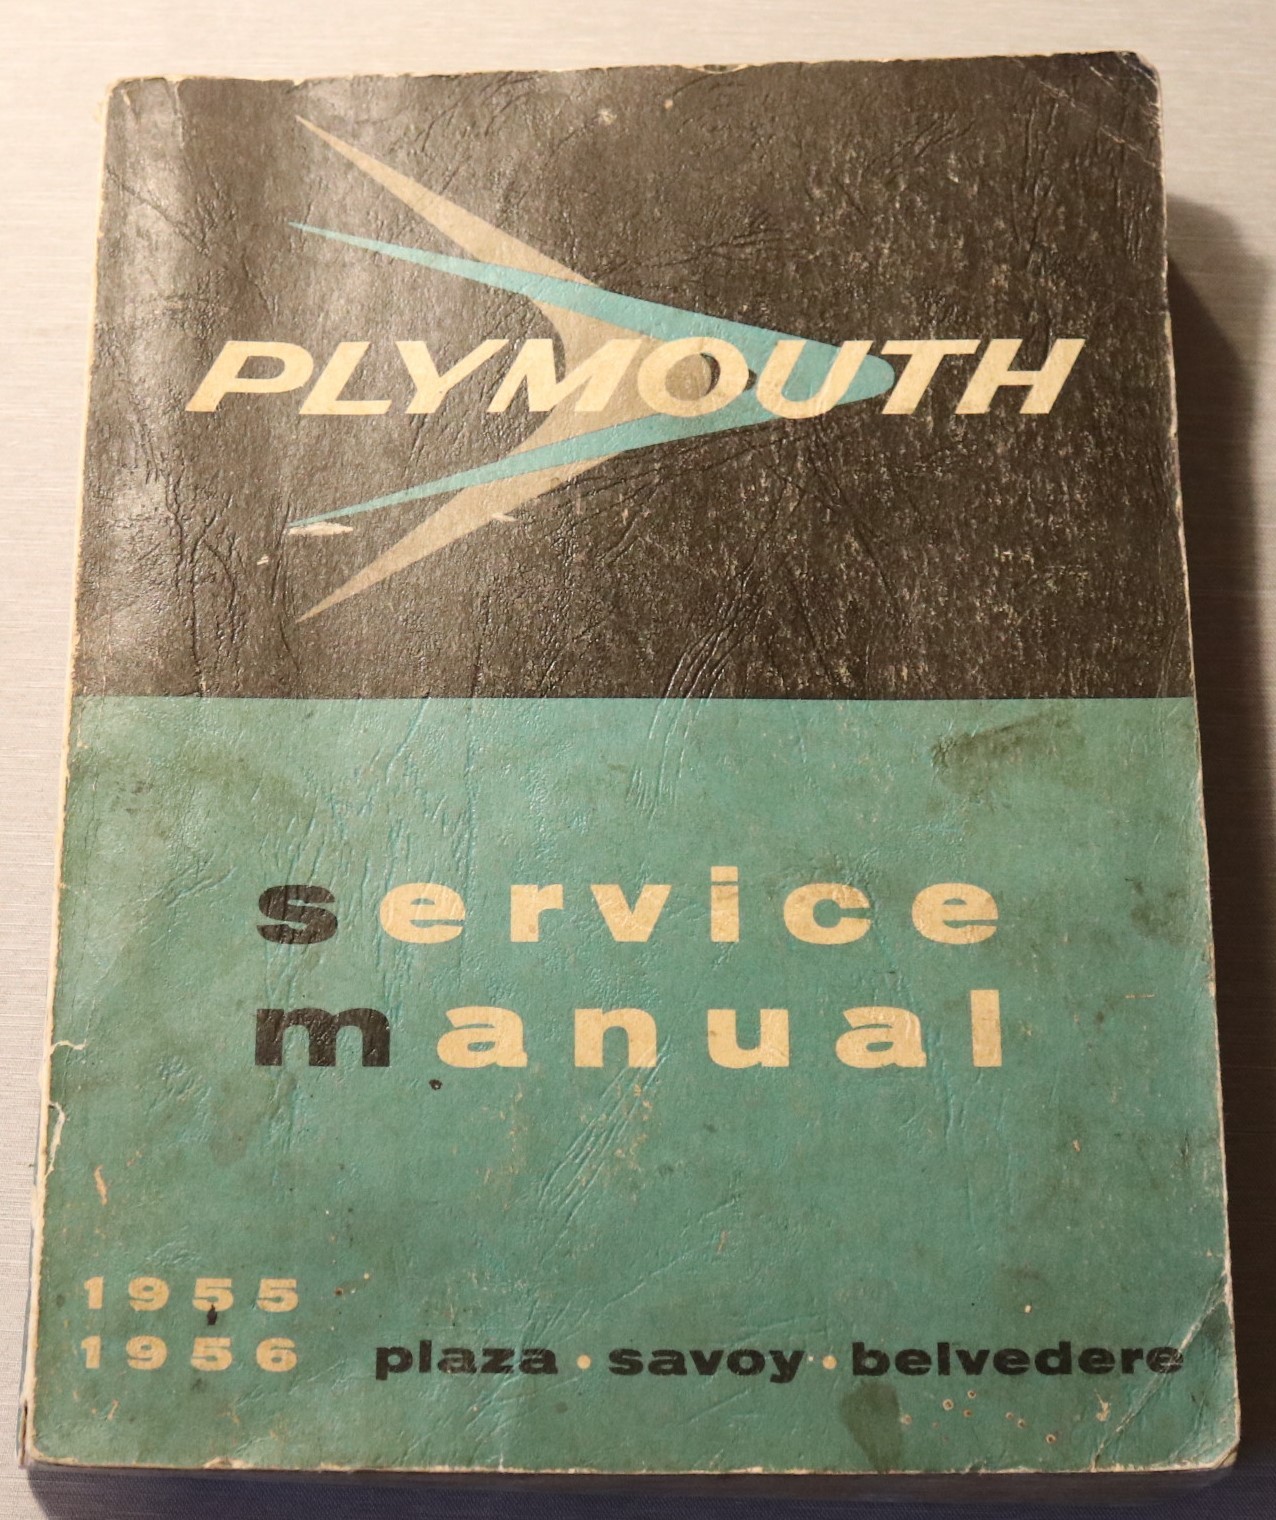 PLYMOUTH
service
manual
1955
1956 plaza • savoy • belvedere